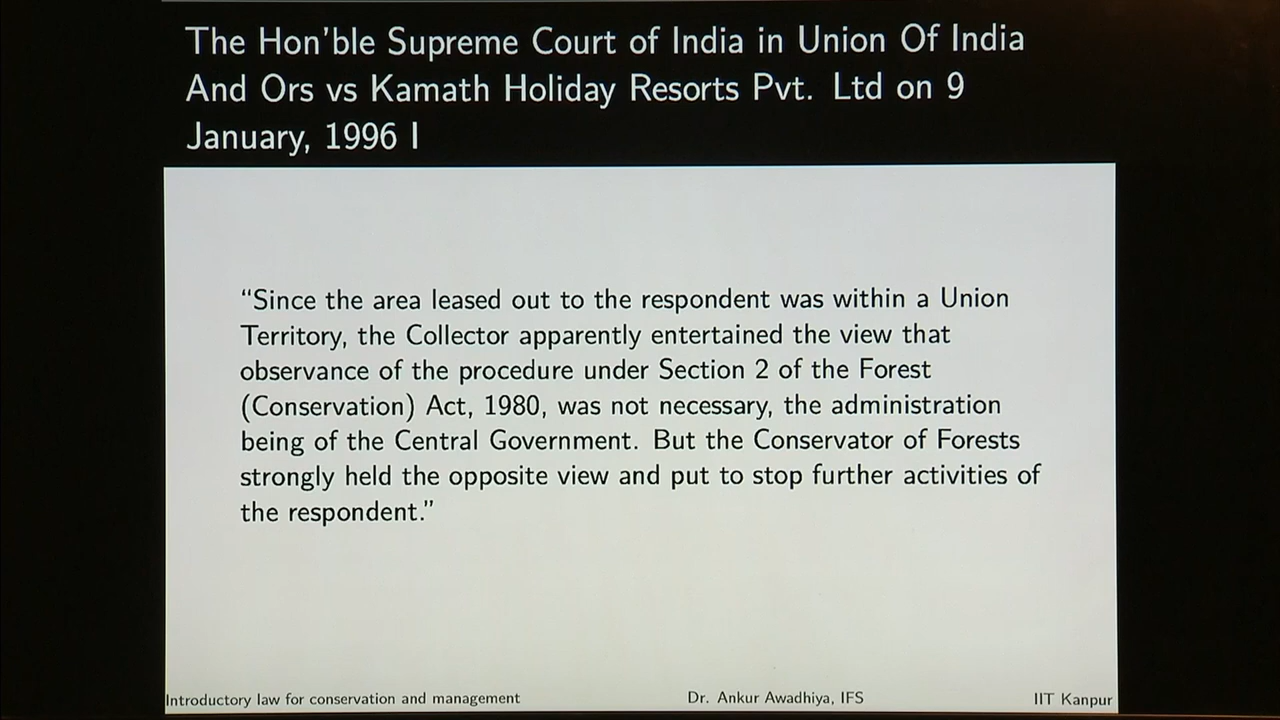 The Hon'ble Supreme Court of India in Union Of India
And Ors vs Kamath Holiday Resorts Pvt. Ltd on 9
January, 1996 I
“Since the area leased out to the respondent was within a Union
Territory, the Collector apparently entertained the view that
observance of the procedure under Section 2 of the Forest
(Conservation) Act, 1980, was not necessary, the administration
being of the Central Government. But the Conservator of Forests
strongly held the opposite view and put to stop further activities of
the respondent.”
Introductory law for conservation and management Dr. Ankur Awadhiya, IFS IIT Kanpur